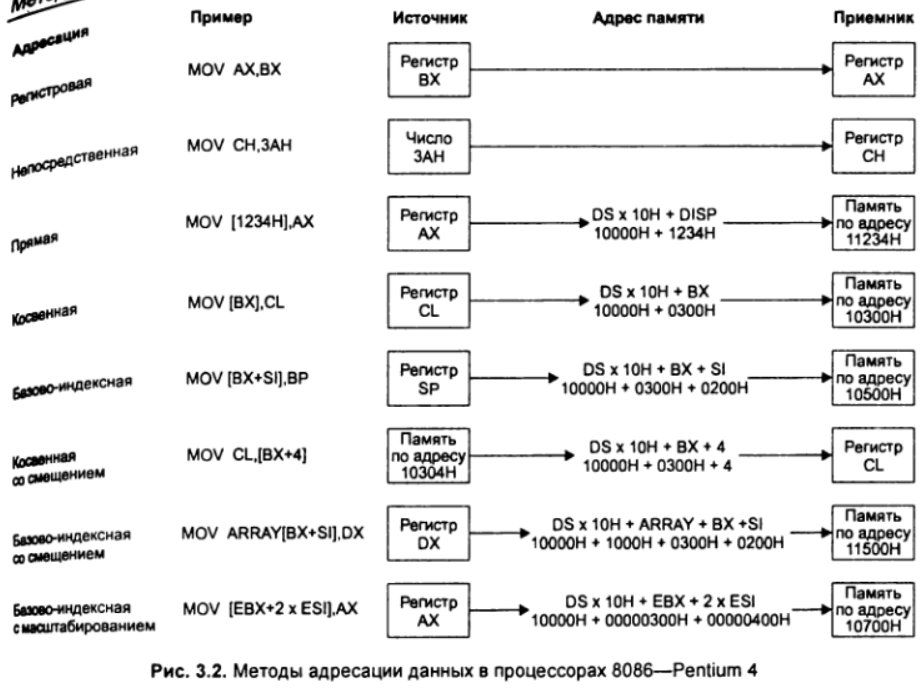 Пример Источник Адрес памяти Приемник
Адресация
Регистровая MOV AX,BX Регистр BX Регистр AX
Непосредственная MOV CH,3AH Число 3AH Регистр CH
Прямая MOV [1234H],AX Регистр AX DS x 10H + DISP 10000H + 1234H Память по адресу 11234H
Косвенная MOV [BX],CL Регистр CL DS x 10H + BX 10000H + 0300H Память по адресу 10300H
Базово-индексная MOV [BX+SI],BP Регистр SP DS x 10H + BX + SI 10000H + 0300H + 0200H Память по адресу 10500H
Косвенная со смещением MOV CL,[BX+4] Память по адресу 10304H DS x 10H + BX + 4 10000H + 0300H + 4 Регистр CL
Базово-индексная со смещением MOV ARRAY[BX+SI],DX Регистр DX DS x 10H + ARRAY + BX +SI 10000H + 1000H + 0300H + 0200H Память по адресу 11500H
Базово-индексная с масштабированием MOV [EBX+2 x ESI],AX Регистр AX DS x 10H + EBX + 2 x ESI 10000H + 00000300H + 00000400H Память по адресу 10700H
Рис. 3.2. Методы адресации данных в процессорах 8086—Pentium 4